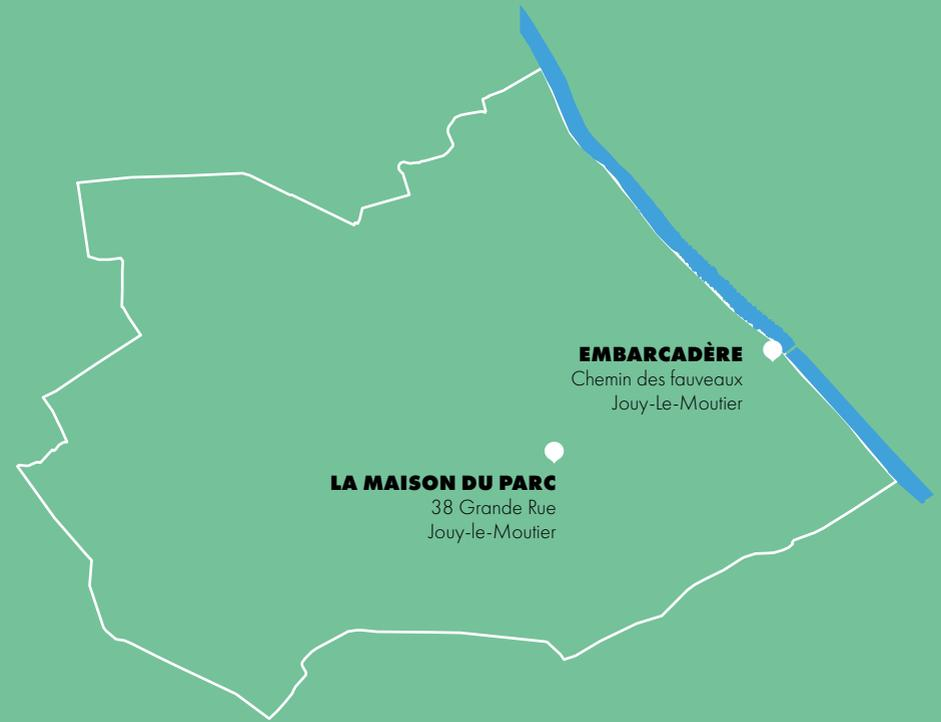 EMBARCADÈRE
Chemin des fauveaux
Jouy-Le-Moutier
LA MAISON DU PARC
38 Grande Rue
Jouy-le-Moutier